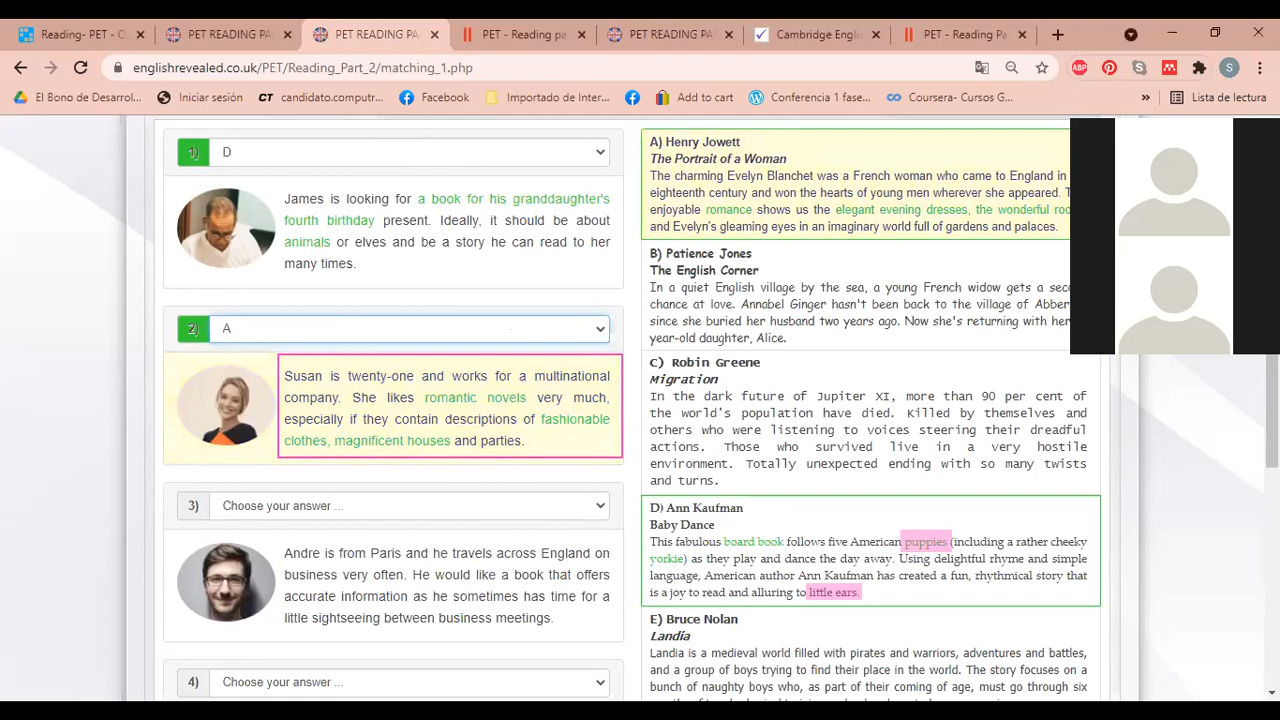 Reading- PET - C
PET READING PA
PET READING PA
PET - Reading pa
PET READING PA
Cambridge Engli
PET - Reading Pa
englishrevealed.co.uk/PET/Reading_Part_2/matching_1.php
ABP
S
El Bono de Desarrol...
Iniciar sesión
CT candidato.computr...
Facebook
Importado de Inter...
Add to cart
Conferencia 1 fase...
Coursera- Cursos G...
»
Lista de lectura
1) D
James is looking for a book for his granddaughter's
fourth birthday present. Ideally, it should be about
animals or elves and be a story he can read to her
many times.
2) A
Susan is twenty-one and works for a multinational
company. She likes romantic novels very much,
especially if they contain descriptions of fashionable
clothes, magnificent houses and parties.
3) Choose your answer ...
Andre is from Paris and he travels across England on
business very often. He would like a book that offers
accurate information as he sometimes has time for a
little sightseeing between business meetings.
4) Choose your answer ...
A) Henry Jowett
The Portrait of a Woman
The charming Evelyn Blanchet was a French woman who came to England in
eighteenth century and won the hearts of young men wherever she appeared. T
enjoyable romance shows us the elegant evening dresses, the wonderful roo
and Evelyn's gleaming eyes in an imaginary world full of gardens and palaces.
B) Patience Jones
The English Corner
In a quiet English village by the sea, a young French widow gets a sec
chance at love. Annabel Ginger hasn't been back to the village of Abber
since she buried her husband two years ago. Now she's returning with her
year-old daughter, Alice.
C) Robin Greene
Migration
In the dark future of Jupiter XI, more than 90 per cent of
the world's population have died. Killed by themselves and
others who were listening to voices steering their dreadful
actions. Those who survived live in a very hostile
environment. Totally unexpected ending with so many twists
and turns.
D) Ann Kaufman
Baby Dance
This fabulous board book follows five American puppies (including a rather cheeky
yorkie) as they play and dance the day away. Using delightful rhyme and simple
language, American author Ann Kaufman has created a fun, rhythmical story that
is a joy to read and alluring to little ears.
E) Bruce Nolan
Landia
Landia is a medieval world filled with pirates and warriors, adventures and battles,
and a group of boys trying to find their place in the world. The story focuses on a
bunch of naughty boys who, as part of their coming of age, must go through six